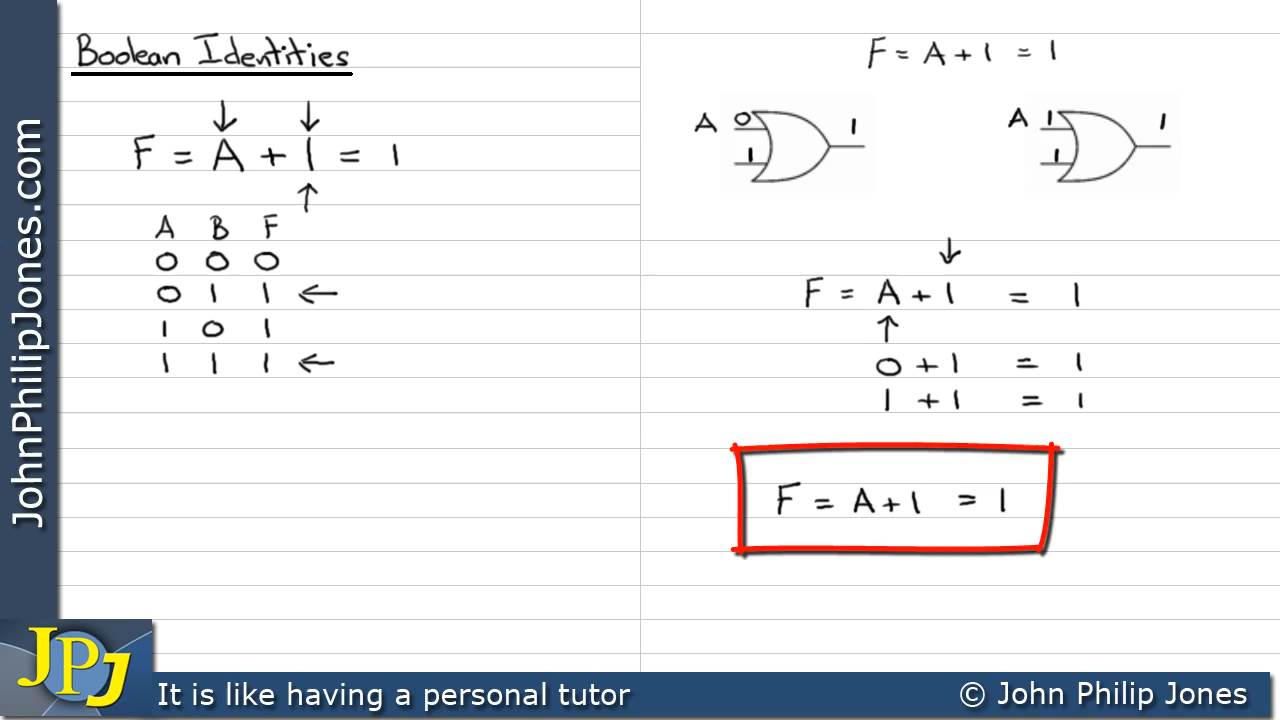 Boolean Identities
F = A + 1 = 1
A B F
0 0 0
0 1 1
1 0 1
1 1 1
F = A + 1 = 1
A 0 1 1
A 1 1 1
F = A + 1 = 1
0 + 1 = 1
1 + 1 = 1
F = A + 1 = 1
JohnPhilipJones.com
JPJ
It is like having a personal tutor
© John Philip Jones